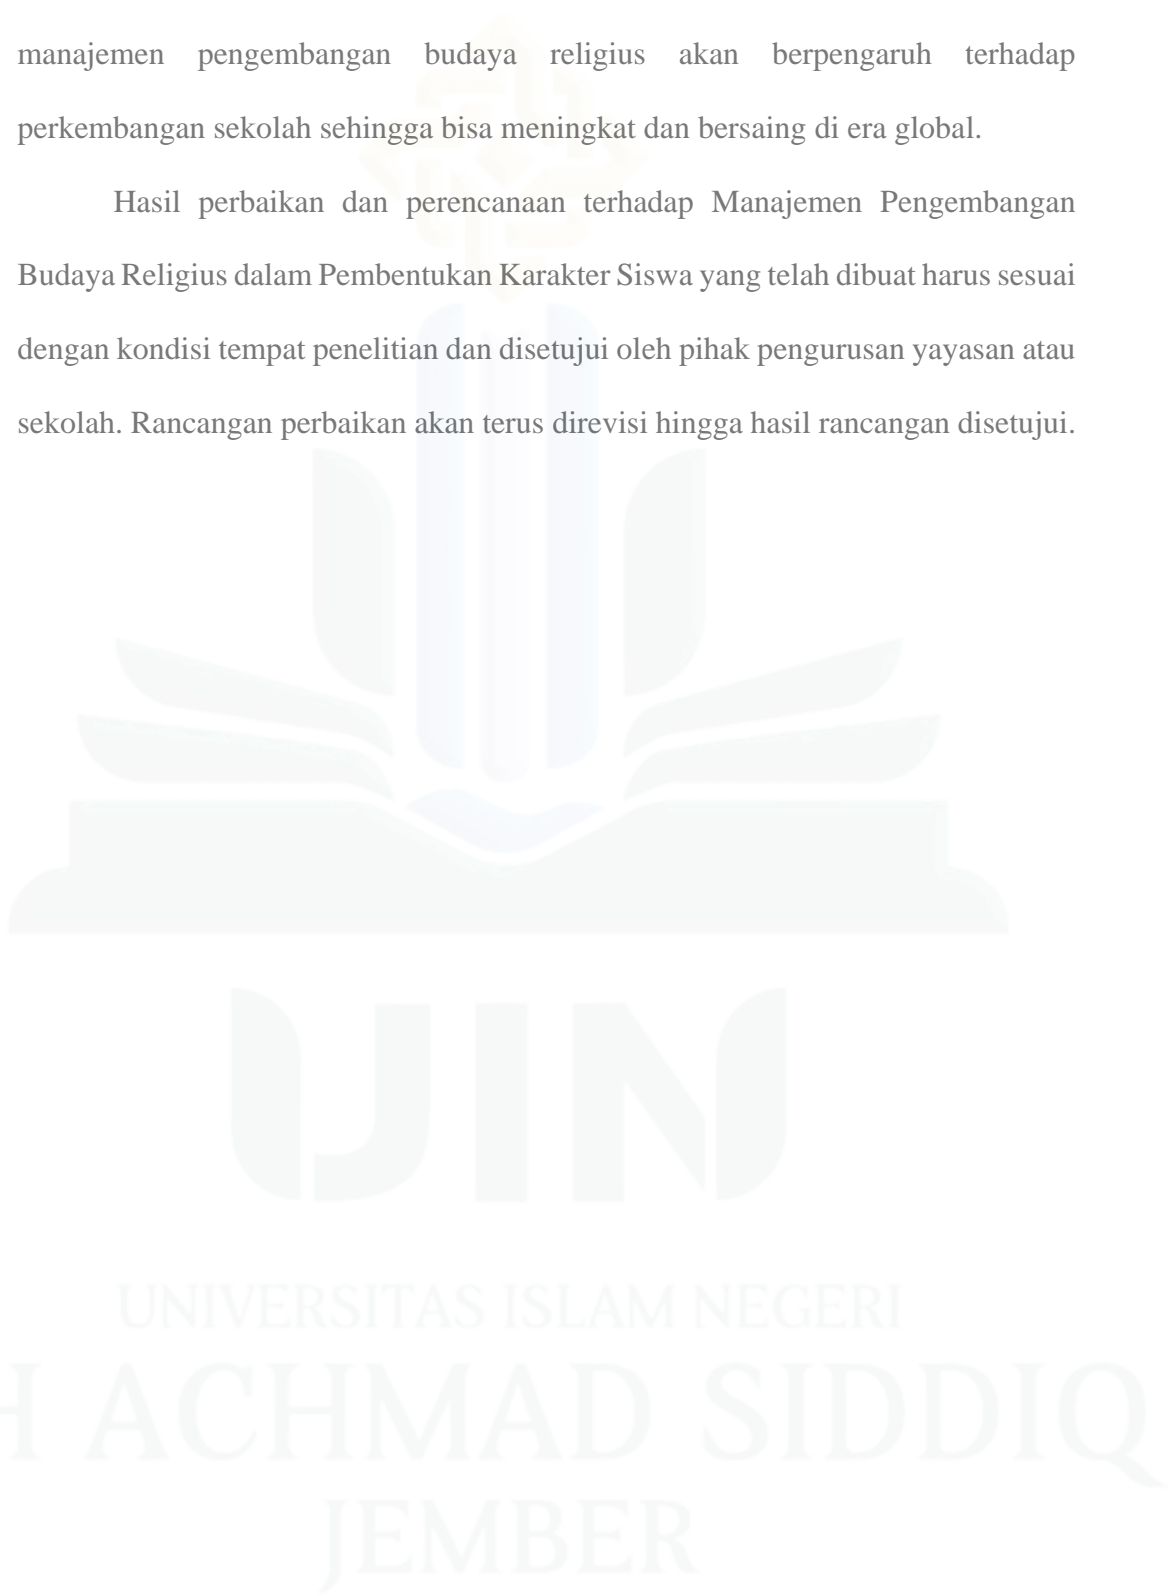 manajemen pengembangan budaya religius akan berpengaruh terhadap
perkembangan sekolah sehingga bisa meningkat dan bersaing di era global.
Hasil perbaikan dan perencanaan terhadap Manajemen Pengembangan
Budaya Religius dalam Pembentukan Karakter Siswa yang telah dibuat harus sesuai
dengan kondisi tempat penelitian dan disetujui oleh pihak pengurusan yayasan atau
sekolah. Rancangan perbaikan akan terus direvisi hingga hasil rancangan disetujui.
UIN
UNIVERSITAS ISLAM NEGERI
H ACHMAD SIDDIQ
JEMBER